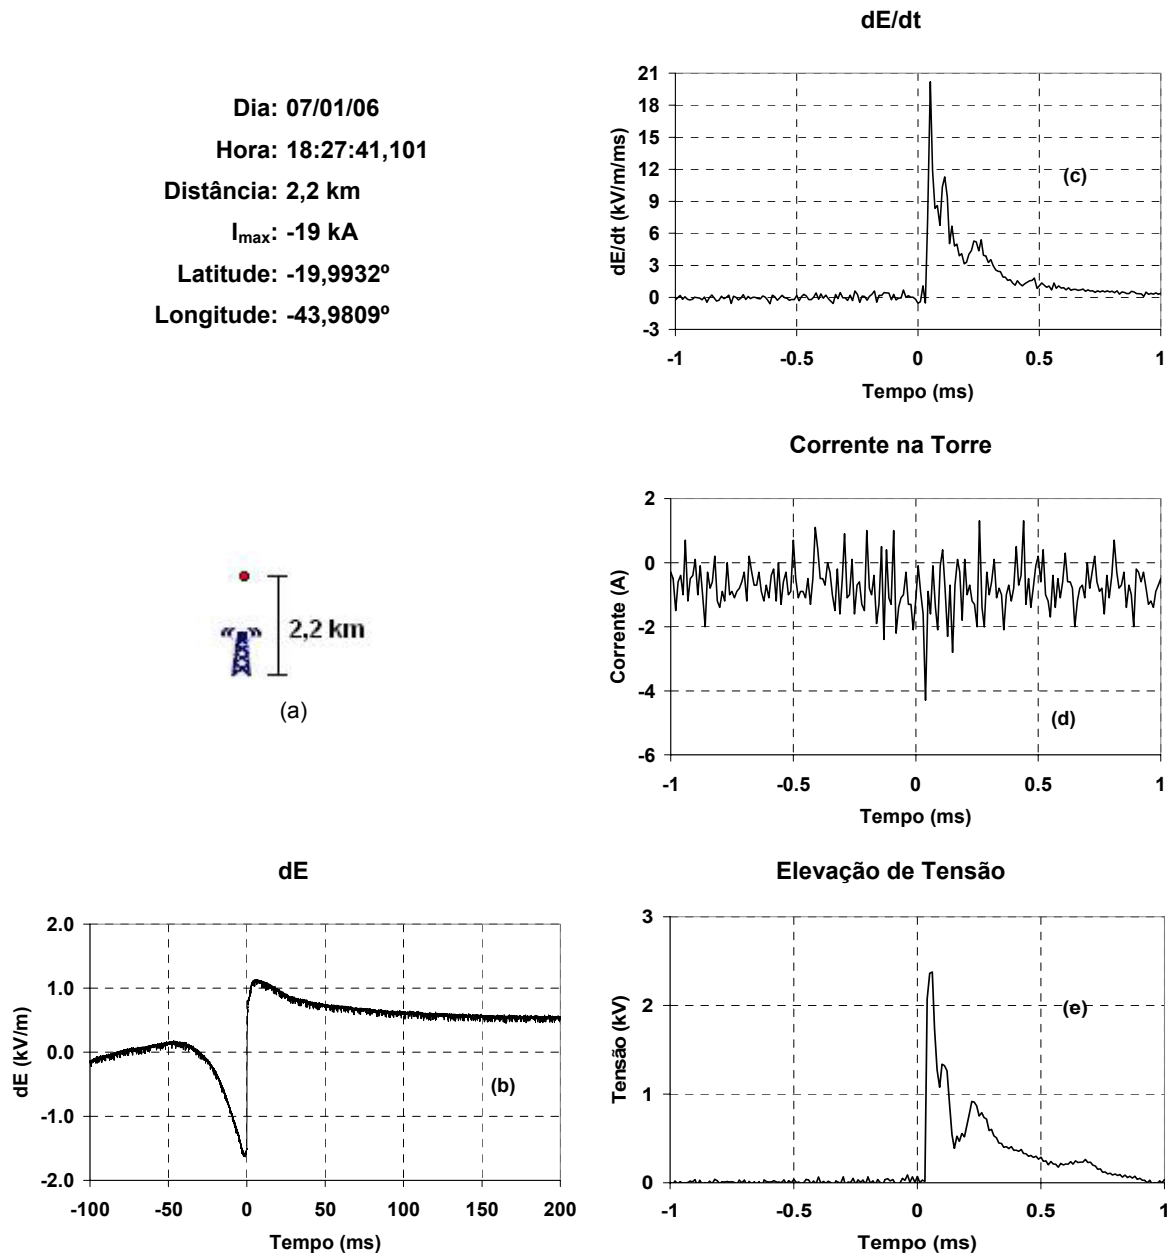 Dia: 07/01/06
Hora: 18:27:41,101
Distância: 2,2 km
Imax: -19 kA
Latitude: -19,9932º
Longitude: -43,9809º
dE/dt
dE/dt (kV/m/ms)
21
18
15
12
9
6
3
0
-3
(c)
-1
-0.5
0
0.5
1
Tempo (ms)
2,2 km
(a)
Corrente na Torre
Corrente (A)
2
0
-2
-4
-6
(d)
-1
-0.5
0
0.5
1
Tempo (ms)
dE
dE (kV/m)
2.0
1.0
0.0
-1.0
-2.0
(b)
-100
-50
0
50
100
150
200
Tempo (ms)
Elevação de Tensão
Tensão (kV)
3
2
1
0
(e)
-1
-0.5
0
0.5
1
Tempo (ms)